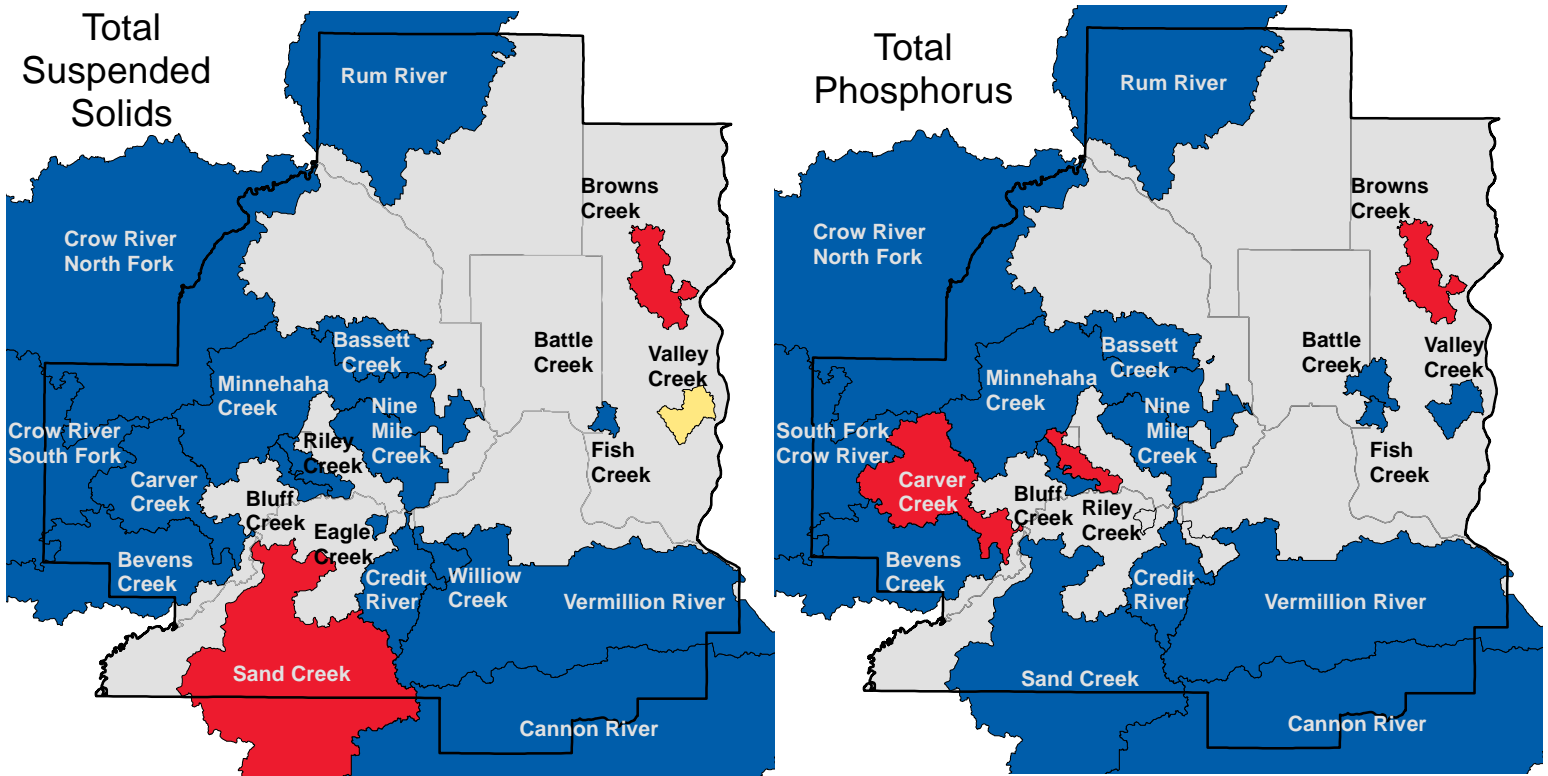 Total
Suspended
Solids
Rum River
Browns
Creek
Crow River
North Fork
Bassett
Creek
Battle
Creek
Valley
Creek
Minnehaha
Creek
Nine
Mile
Creek
Crow River
South Fork
Riley
Creek
Fish
Creek
Carver
Creek
Bluff
Creek
Eagle
Creek
Bevens
Creek
Credit
River
Williow
Creek
Vermillion River
Sand Creek
Cannon River
Total
Phosphorus
Rum River
Browns
Creek
Crow River
North Fork
Bassett
Creek
Battle
Creek
Valley
Creek
Minnehaha
Creek
Nine
Mile
Creek
South Fork
Crow River
Fish
Creek
Carver
Creek
Bluff
Creek
Riley
Creek
Bevens
Creek
Credit
River
Vermillion River
Sand Creek
Cannon River